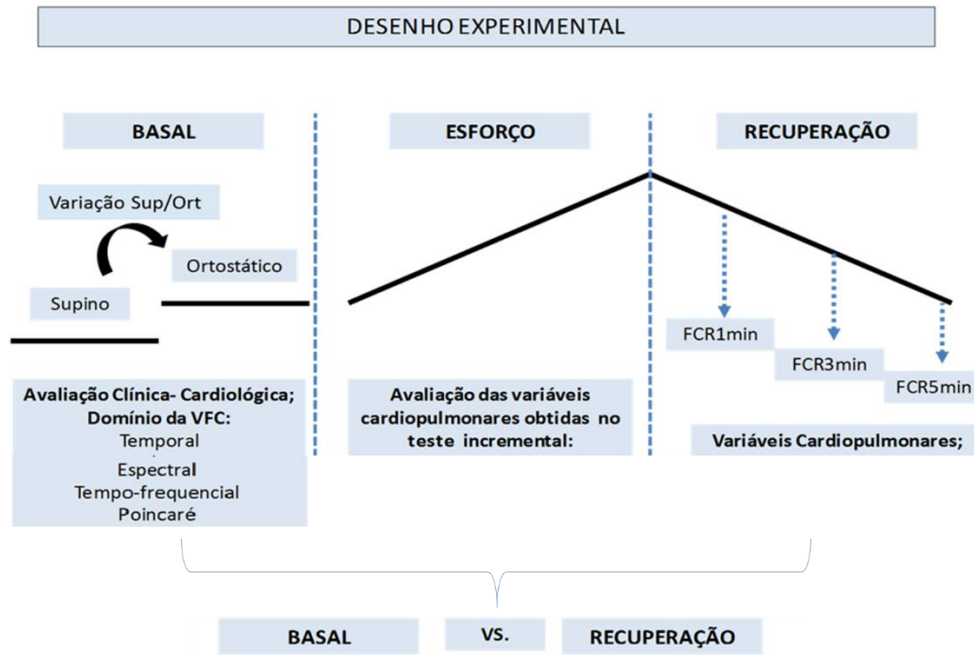 DESENHO EXPERIMENTAL
BASAL
ESFORÇO
RECUPERAÇÃO
Variação Sup/Ort
Ortostático
Supino
FCR1min
FCR3min
FCR5min
Avaliação Clínica- Cardiológica;
Domínio da VFC:
Temporal
Espectral
Tempo-frequencial
Poincaré
Avaliação das variáveis
cardiopulmonares obtidas no
teste incremental:
Variáveis Cardiopulmonares;
BASAL
VS.
RECUPERAÇÃO